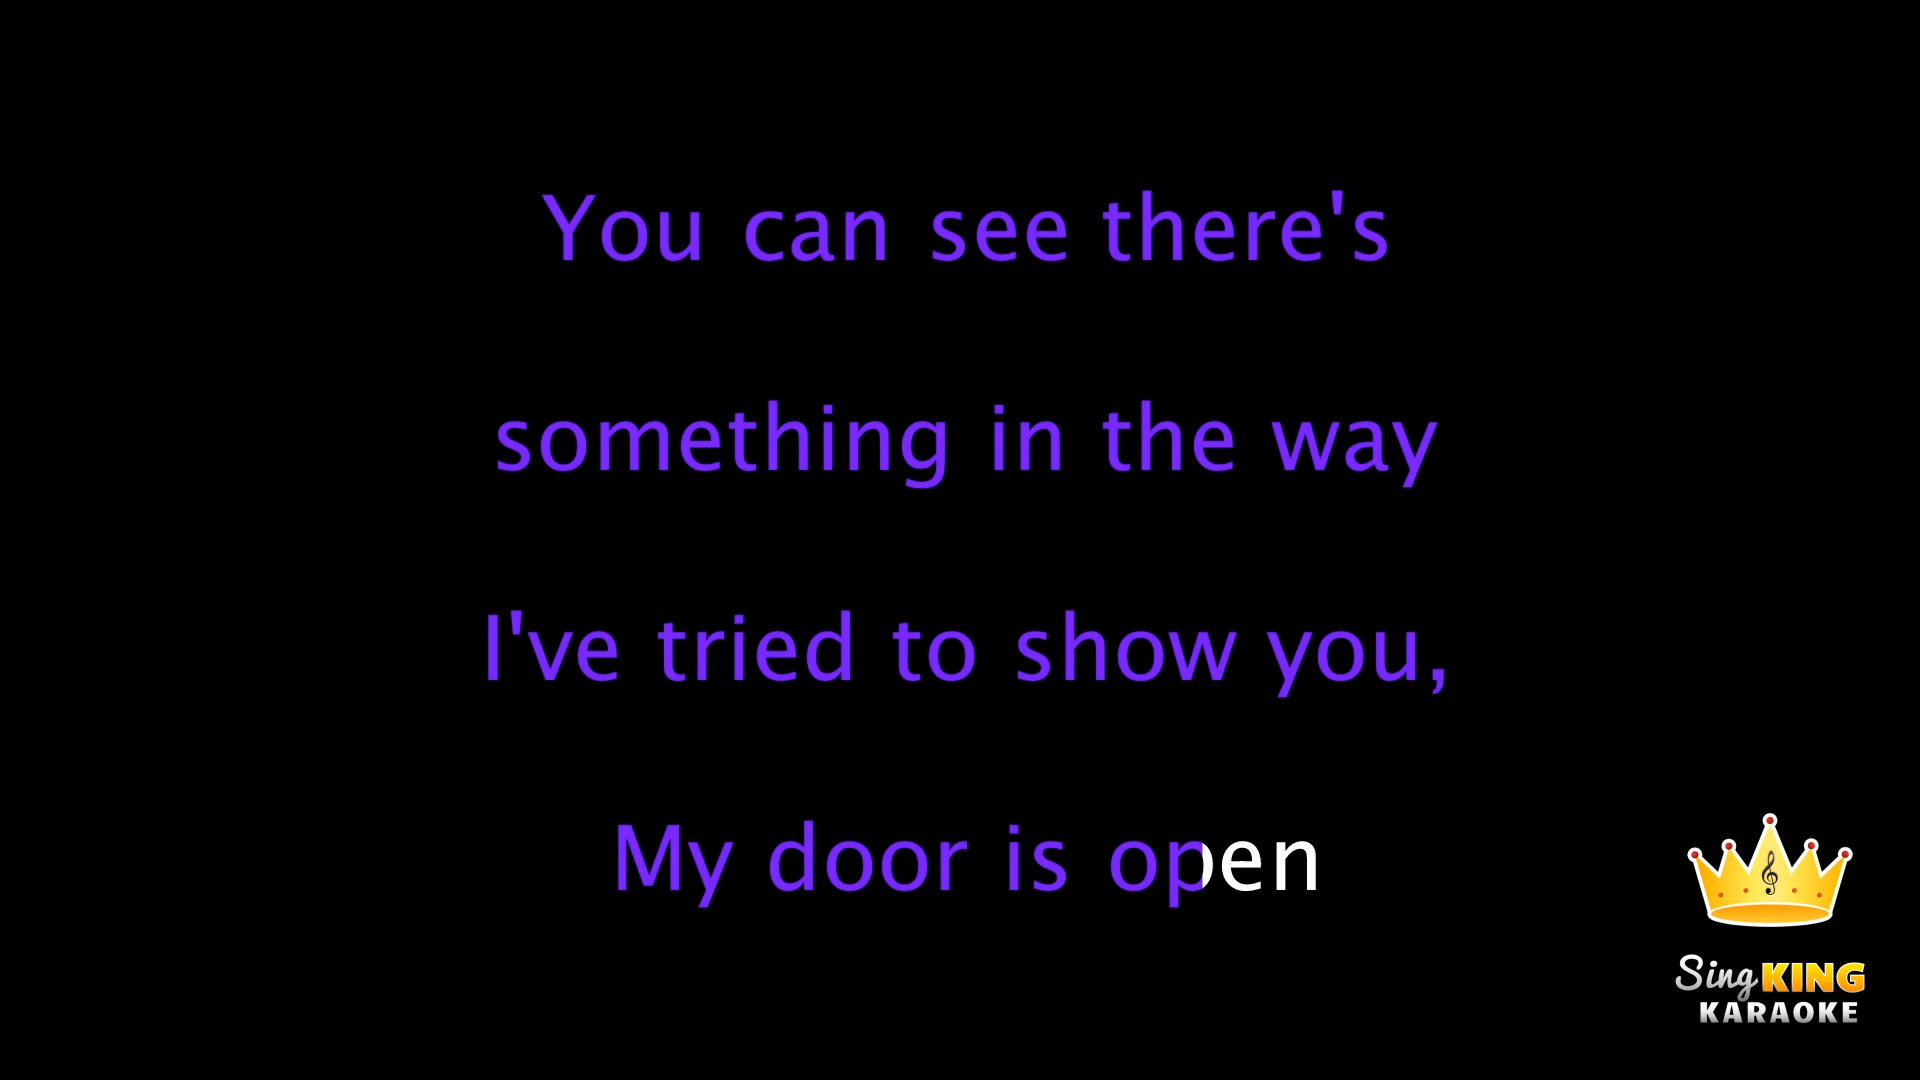 You can see there's
something in the way
I've tried to show you,
My door is open
Sing KING
KARAOKE